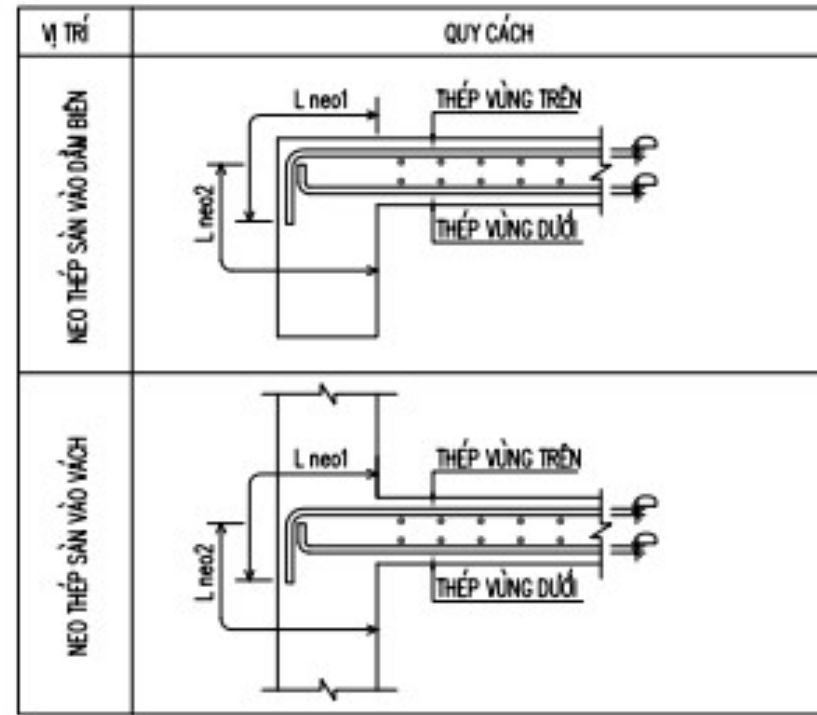 VỊ TRÍ
QUY CÁCH
NEO THÉP SÀN VÀO DẦM BIÊN
L neo1
THÉP VÙNG TRÊN
L neo2
THÉP VÙNG DƯỚI
NEO THÉP SÀN VÀO VÁCH
L neo1
THÉP VÙNG TRÊN
L neo2
THÉP VÙNG DƯỚI